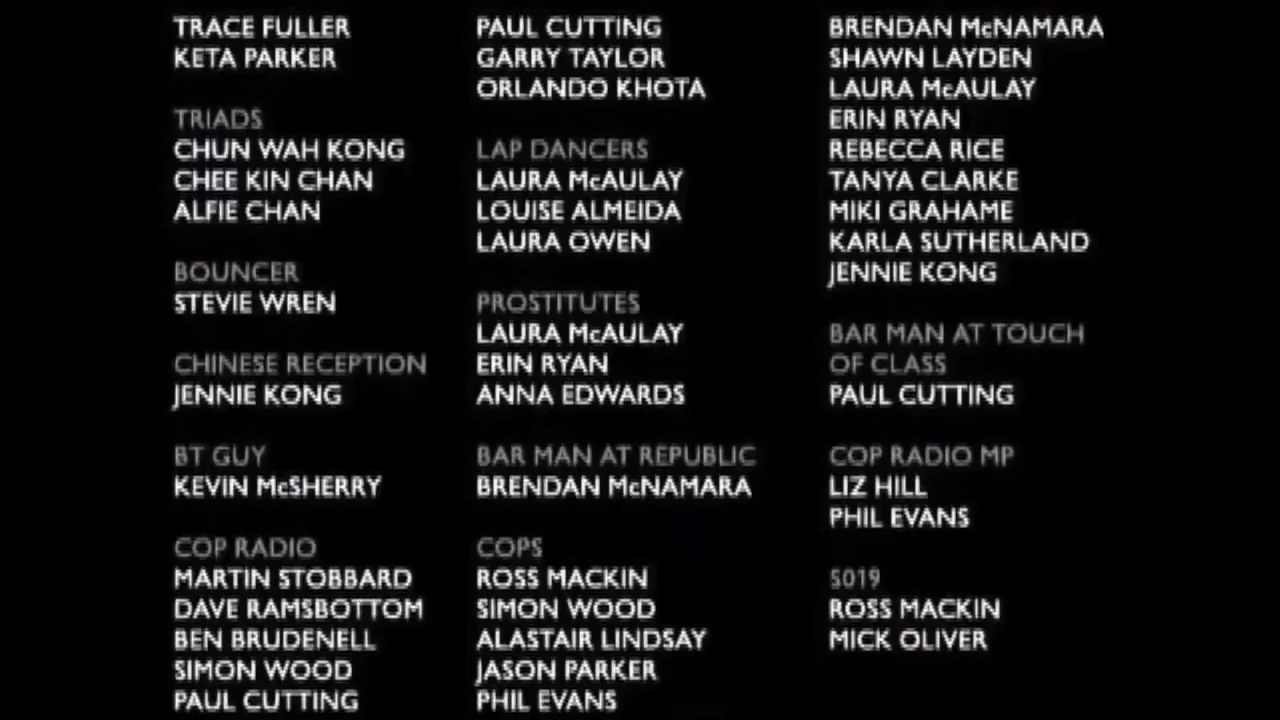 TRACE FULLER
KETA PARKER
TRIADS
CHUN WAH KONG
CHEE KIN CHAN
ALFIE CHAN
BOUNCER
STEVIE WREN
CHINESE RECEPTION
JENNIE KONG
BT GUY
KEVIN McSHERRY
COP RADIO
MARTIN STOBBARD
DAVE RAMSBOTTOM
BEN BRUDENELL
SIMON WOOD
PAUL CUTTING
PAUL CUTTING
GARRY TAYLOR
ORLANDO KHOTA
LAP DANCERS
LAURA McAULAY
LOUISE ALMEIDA
LAURA OWEN
PROSTITUTES
LAURA McAULAY
ERIN RYAN
ANNA EDWARDS
BAR MAN AT REPUBLIC
BRENDAN McNAMARA
COPS
ROSS MACKIN
SIMON WOOD
ALASTAIR LINDSAY
JASON PARKER
PHIL EVANS
BRENDAN McNAMARA
SHAWN LAYDEN
LAURA McAULAY
ERIN RYAN
REBECCA RICE
TANYA CLARKE
MIKI GRAHAME
KARLA SUTHERLAND
JENNIE KONG
BAR MAN AT TOUCH
OF CLASS
PAUL CUTTING
COP RADIO MP
LIZ HILL
PHIL EVANS
S019
ROSS MACKIN
MICK OLIVER